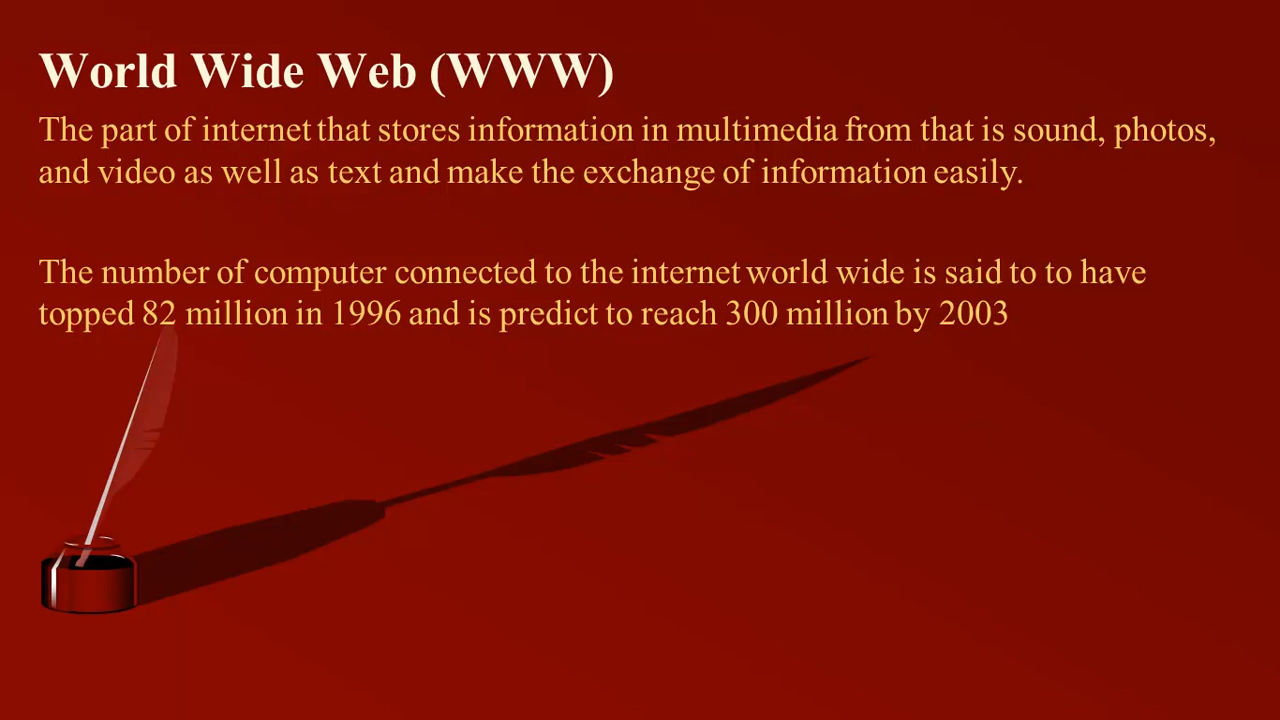 World Wide Web (WWW)
The part of internet that stores information in multimedia from that is sound, photos,
and video as well as text and make the exchange of information easily.
The number of computer connected to the internet world wide is said to to have
topped 82 million in 1996 and is predict to reach 300 million by 2003